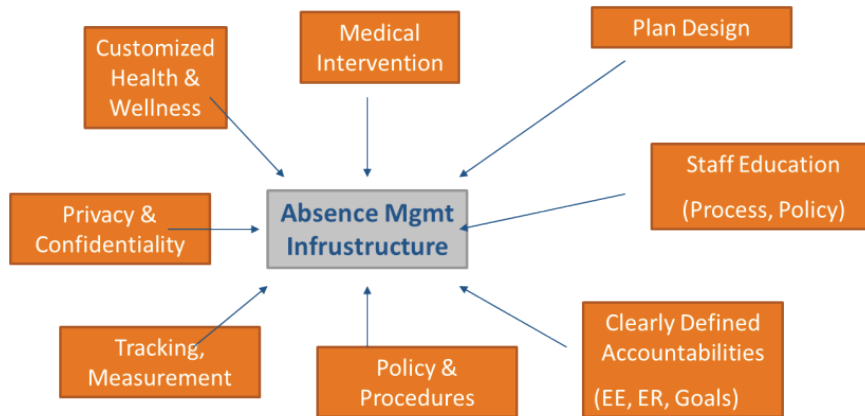 Customized
Health &
Wellness
Medical
Intervention
Plan Design
Staff Education
(Process, Policy)
Privacy &
Confidentiality
Absence Mgmt
Infrustructure
Tracking,
Measurement
Policy &
Procedures
Clearly Defined
Accountabilities
(EE, ER, Goals)